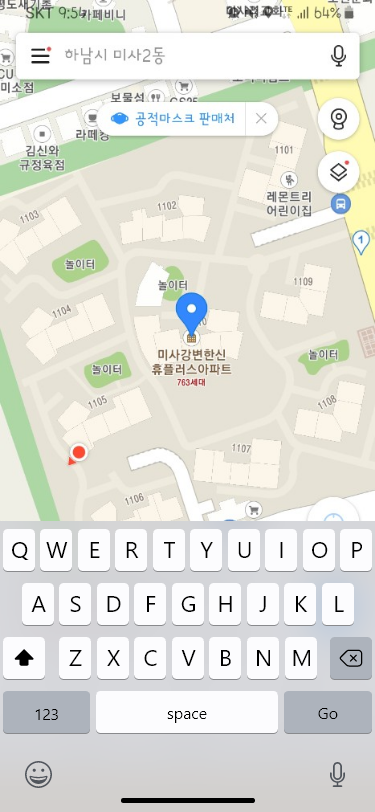 SKT 9:54
64%
카페비니
하남시 미사2동
CU
미소점
보물섬
GS25
라페
공적마스크 판매처
김신와
규정육점
1101
레몬트리
어린이집
1102
1103
놀이터
놀이터
1
1109
1104
미사강변한신
휴플러스아파트
763세대
놀이터
놀이터
1105
1108
1107
1106
Q W E R T Y U I O P
A S D F G H J K L
Z X C V B N M
123 space Go